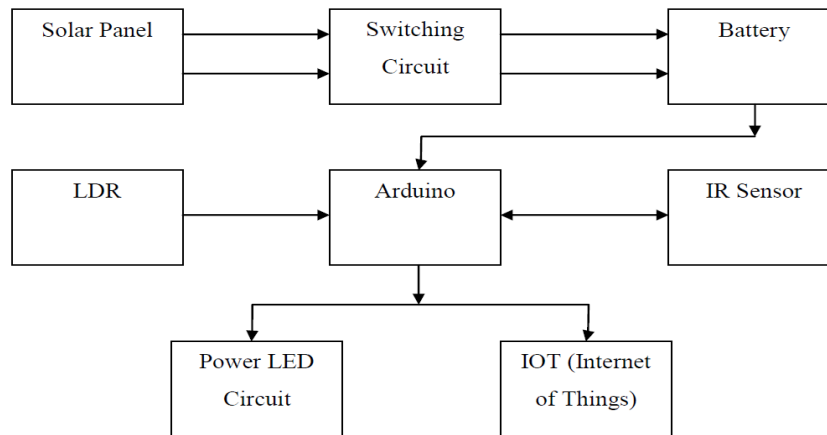 Solar Panel
Switching
Circuit
Battery
LDR
Arduino
IR Sensor
Power LED
Circuit
IOT (Internet
of Things)